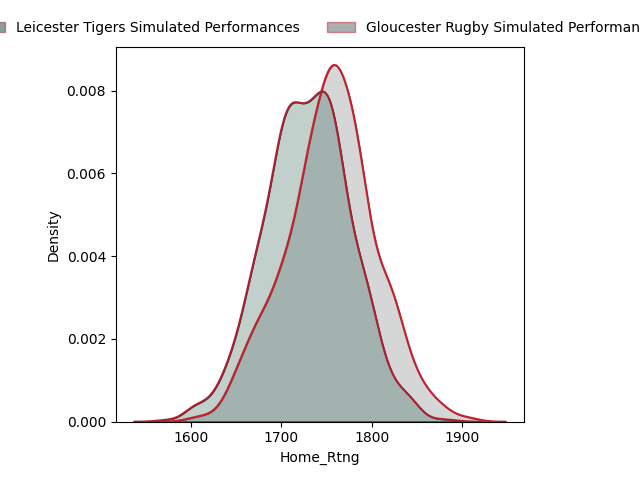 Leicester Tigers Simulated Performances
Gloucester Rugby Simulated Performan
0.008
0.006
0.004
0.002
0.000
Density
1600 1700 1800 1900
Home_Rtng